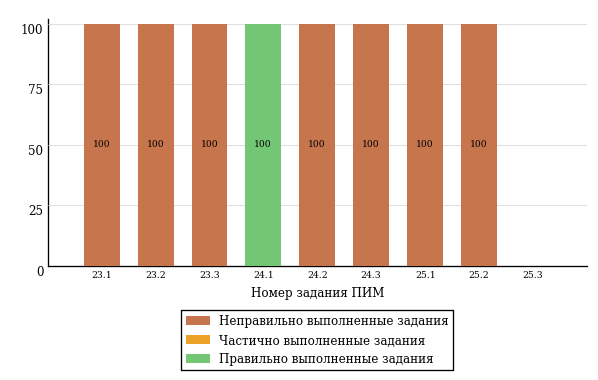 100
75
50
25
0
100 100 100 100 100 100 100 100
23.1 23.2 23.3 24.1 24.2 24.3 25.1 25.2 25.3
Номер задания ПИМ
Неправильно выполненные задания
Частично выполненные задания
Правильно выполненные задания